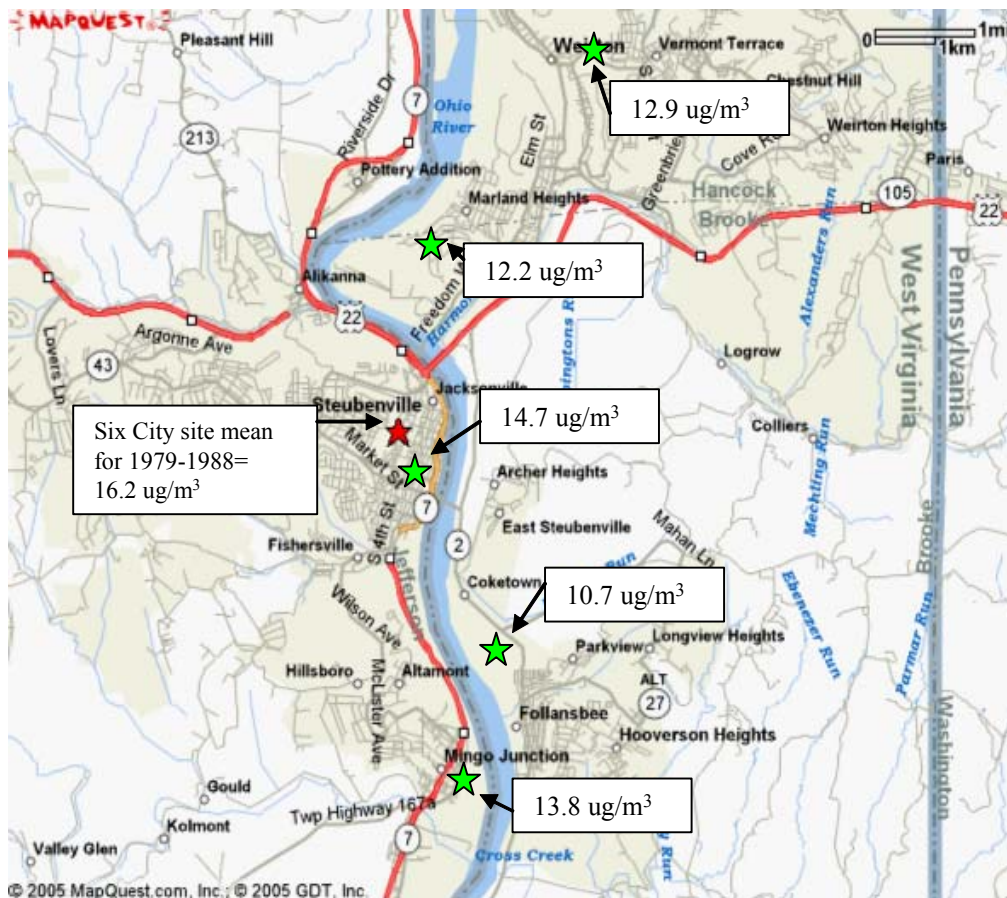 MAPQUEST
Pleasant Hill
Weirton
Vermont Terrace
0 1mi
1km
7
Ohio
River
Chestnut Hill
12.9 ug/m³
213
Riverside Dr
Elm St
Greenbrie
Cove Rd
Weirton Heights
Pottery Addition
Marland Heights
Hancock
Brooke
Paris
105
22
12.2 ug/m³
Alikanna
Freedom W
Harmo
22
ningtons R
Alexanders Run
West Virginia
Pennsylvania
Argonne Ave
43
Lovers Ln
Logrow
Jacksonville
Steubenville
14.7 ug/m³
Six City site mean
for 1979-1988=
16.2 ug/m³
Market St
Colliers
Archer Heights
Mechling Run
7
East Steubenville
S 4th St
Fishersville
2
Mahan Ln
Brooke
Jefferson
Coketown
Run
10.7 ug/m³
Ebenezer Run
Parmar Run
Wilson Ave
Parkview
Longview Heights
Hillsboro
Altamont
ALT
27
McLister Ave
Follansbee
Hooverson Heights
Washington
Mingo Junction
Gould
Twp Highway 167a
13.8 ug/m³
Kolmont
7
Valley Glen
Cross Creek
y Run
© 2005 MapQuest.com, Inc.; © 2005 GDT, Inc.